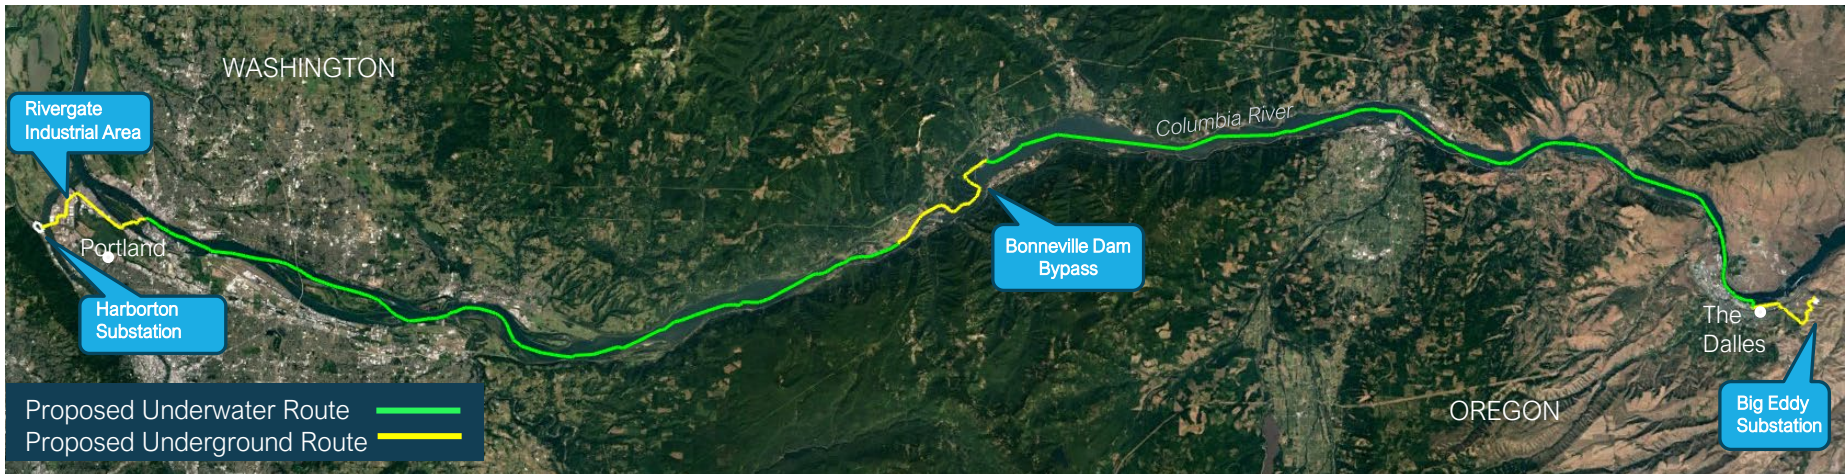 WASHINGTON
Rivergate
Industrial Area
Columbia River
Portland
Bonneville Dam
Bypass
Harborton
Substation
The
Dalles
Proposed Underwater Route
Proposed Underground Route
OREGON
Big Eddy
Substation